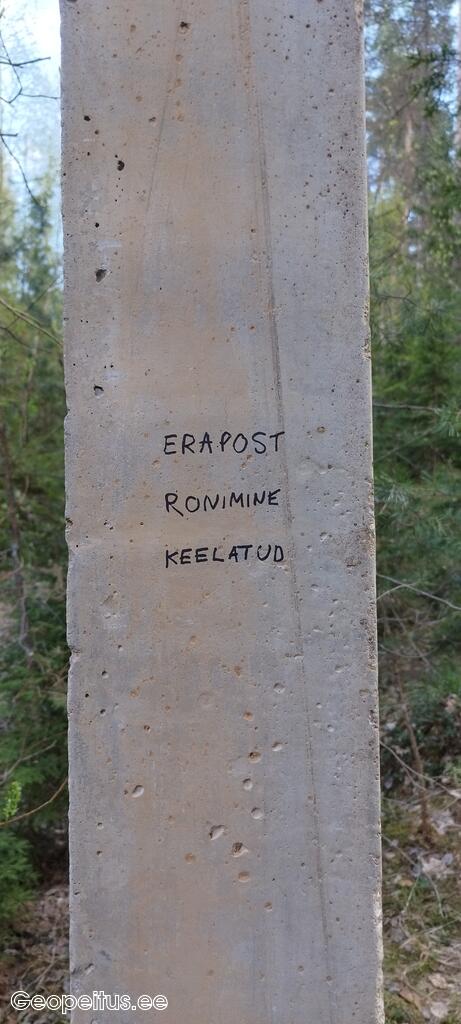 ERAPOST
RONIMINE
KEELATUD
Geopeitus.ee